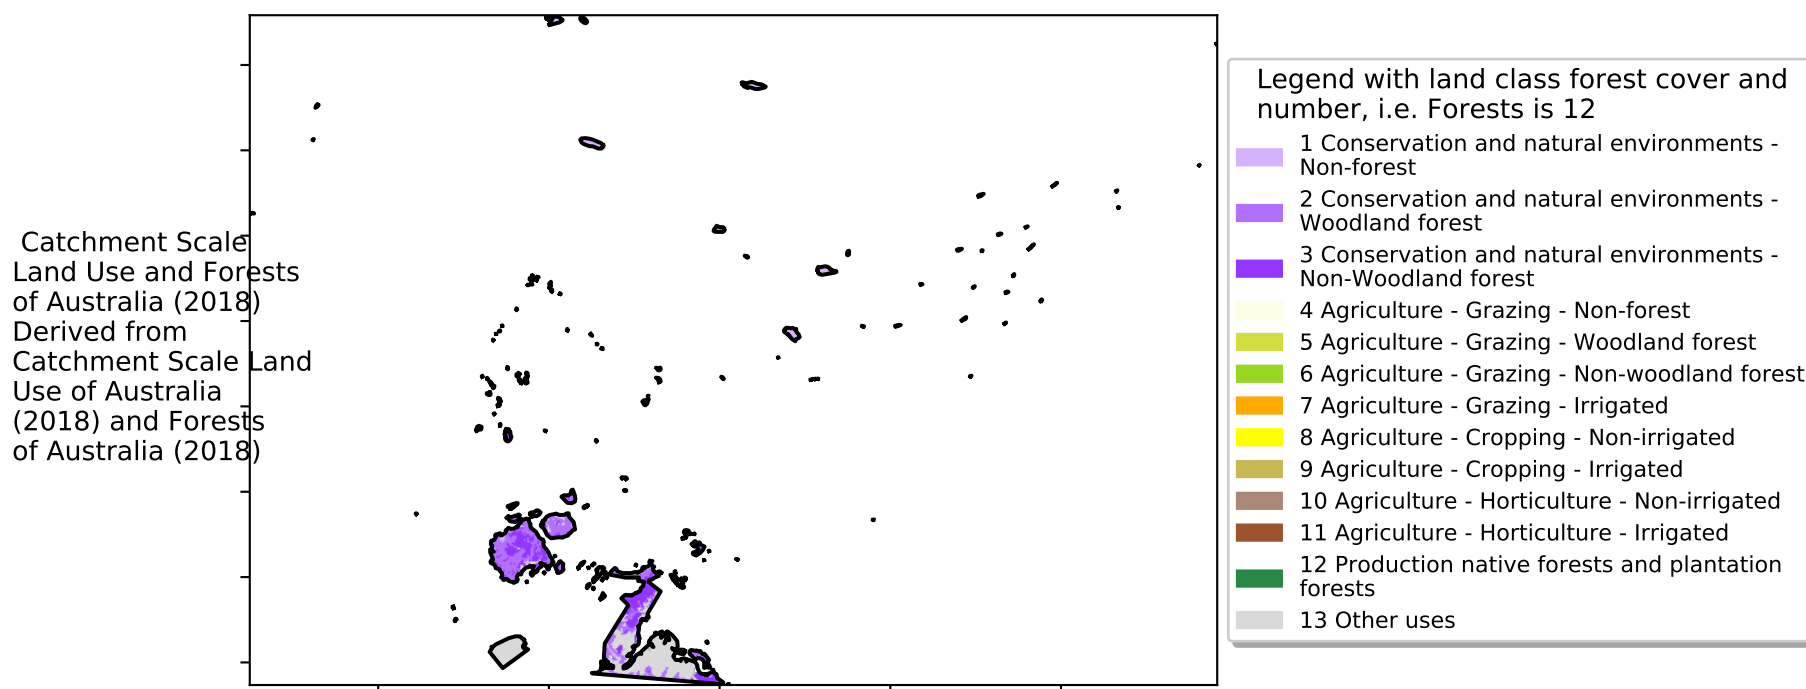 Catchment Scale
Land Use and Forests
of Australia (2018)
Derived from
Catchment Scale Land
Use of Australia
(2018) and Forests
of Australia (2018)
Legend with land class forest cover and
number, i.e. Forests is 12
1 Conservation and natural environments -
Non-forest
2 Conservation and natural environments -
Woodland forest
3 Conservation and natural environments -
Non-Woodland forest
4 Agriculture - Grazing - Non-forest
5 Agriculture - Grazing - Woodland forest
6 Agriculture - Grazing - Non-woodland forest
7 Agriculture - Grazing - Irrigated
8 Agriculture - Cropping - Non-irrigated
9 Agriculture - Cropping - Irrigated
10 Agriculture - Horticulture - Non-irrigated
11 Agriculture - Horticulture - Irrigated
12 Production native forests and plantation
forests
13 Other uses